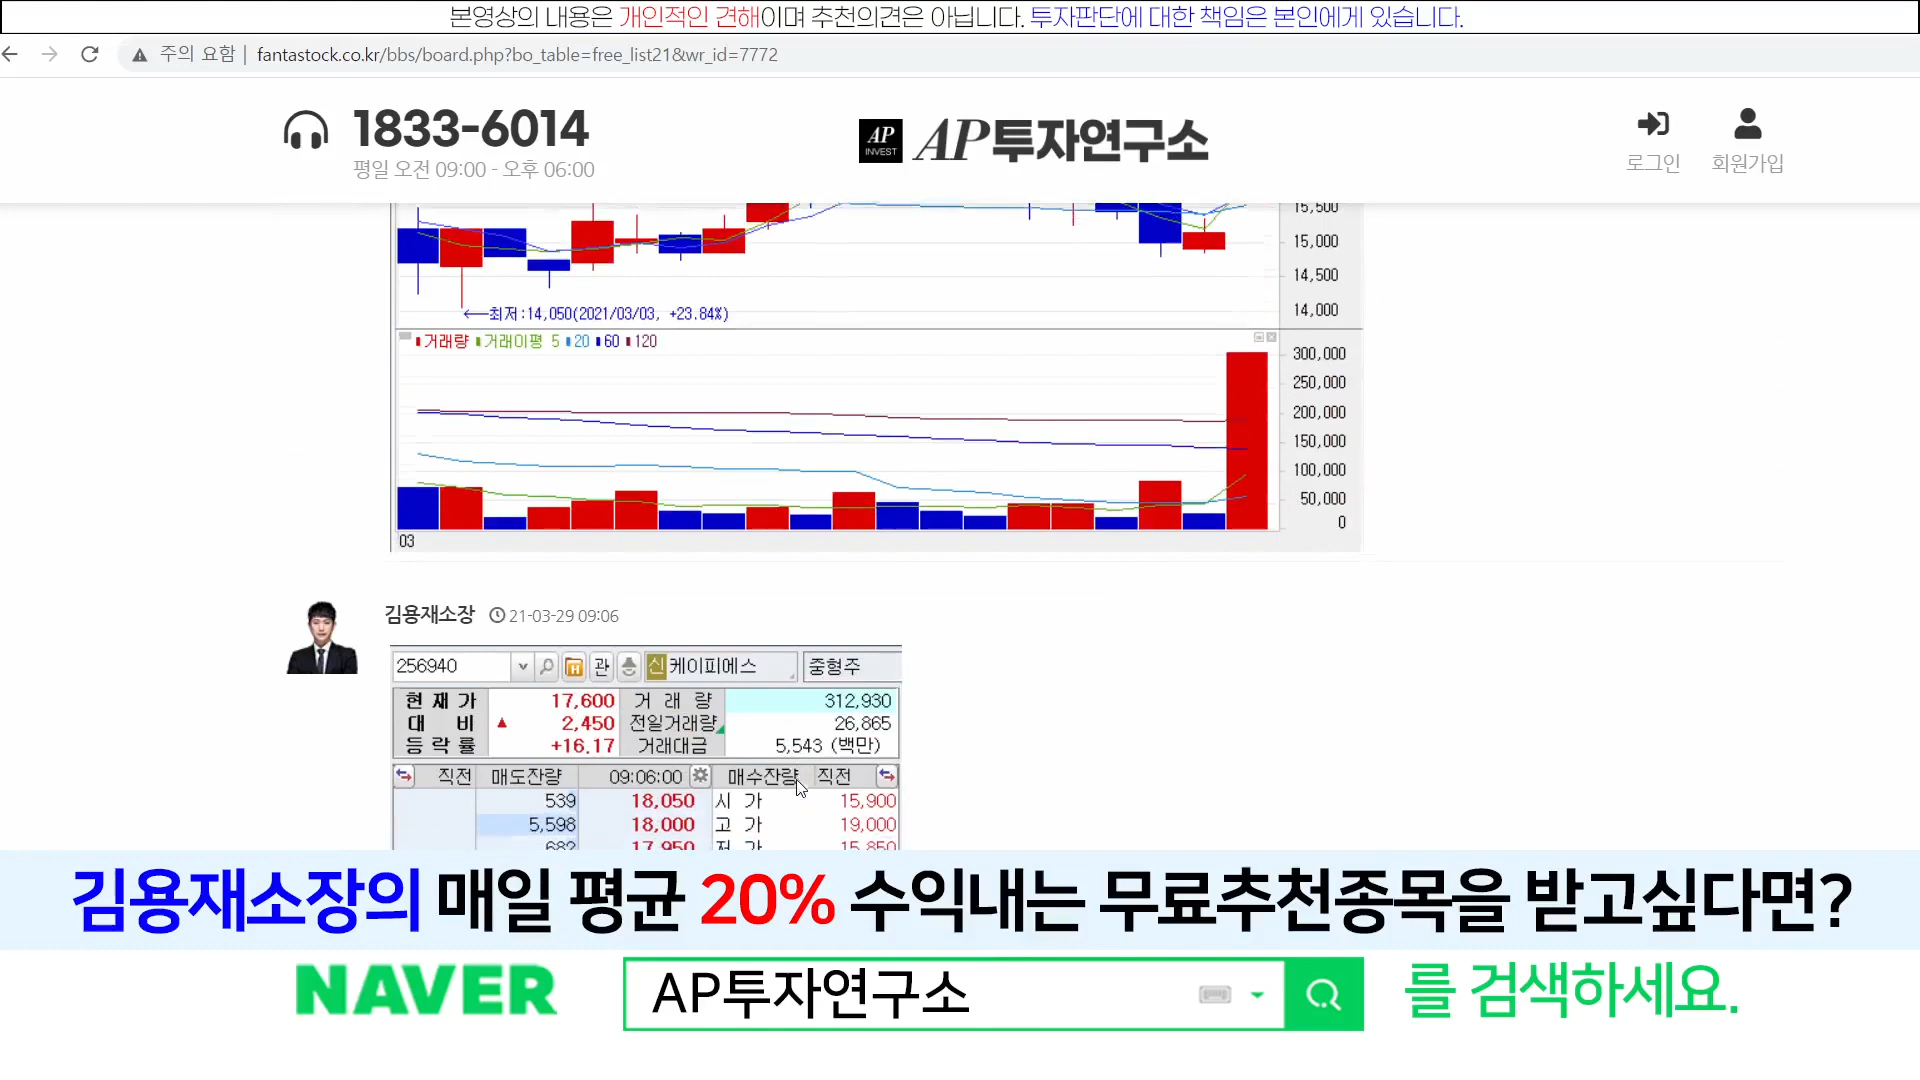 본영상의 내용은 개인적인 견해이며 추천의견은 아닙니다. 투자판단에 대한 책임은 본인에게 있습니다.
주의 요함 | fantastock.co.kr/bbs/board.php?bo_table=free_list21&wr_id=7772
1833-6014
평일 오전 09:00 - 오후 06:00
AP INVEST
AP투자연구소
로그인
회원가입
15,500
15,000
14,500
14,000
최저:14,050(2021/03/03, +23.84%)
거래량 거래이평 5 20 60 120
300,000
250,000
200,000
150,000
100,000
50,000
0
03
김용재소장 21-03-29 09:06
256940 관 신 케이피에스 중형주
현재가 17,600 거래량 312,930
대비 ▲ 2,450 전일거래량 26,865
등락률 +16.17 거래대금 5,543 (백만)
직전 매도잔량 09:06:00 매수잔량 직전
539 18,050 시가 15,900
5,598 18,000 고가 19,000
682 17,950 저가 15,850
김용재소장의 매일 평균 20% 수익내는 무료추천종목을 받고싶다면?
NAVER AP투자연구소 를 검색하세요.